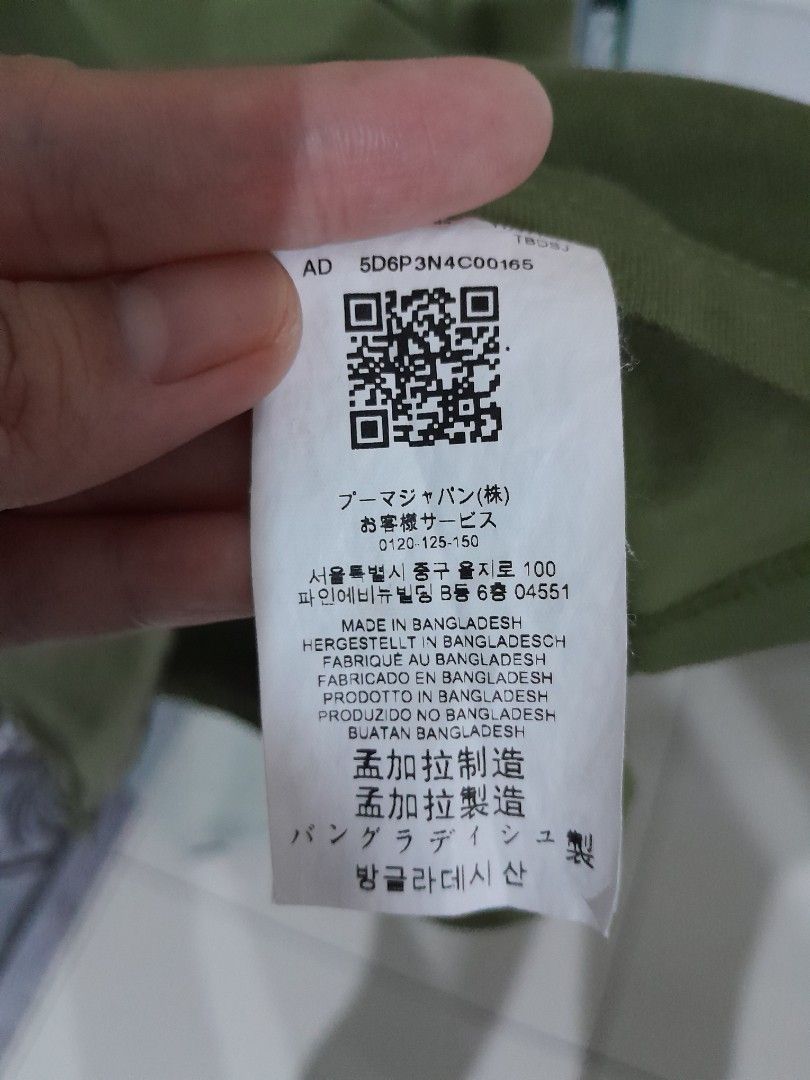 TBDSJ
AD 5D6P3N4C00165
プーマジャパン(株)
お客様サービス
0120-125-150
서울특별시 중구 을지로 100
파인에비뉴빌딩 B동 6층 04551
MADE IN BANGLADESH
HERGESTELLT IN BANGLADESCH
FABRIQUÉ AU BANGLADESH
FABRICADO EN BANGLADESH
PRODOTTO IN BANGLADESH
PRODUZIDO NO BANGLADESH
BUATAN BANGLADESH
孟加拉制造
孟加拉製造
バングラディシュ製
방글라데시 산